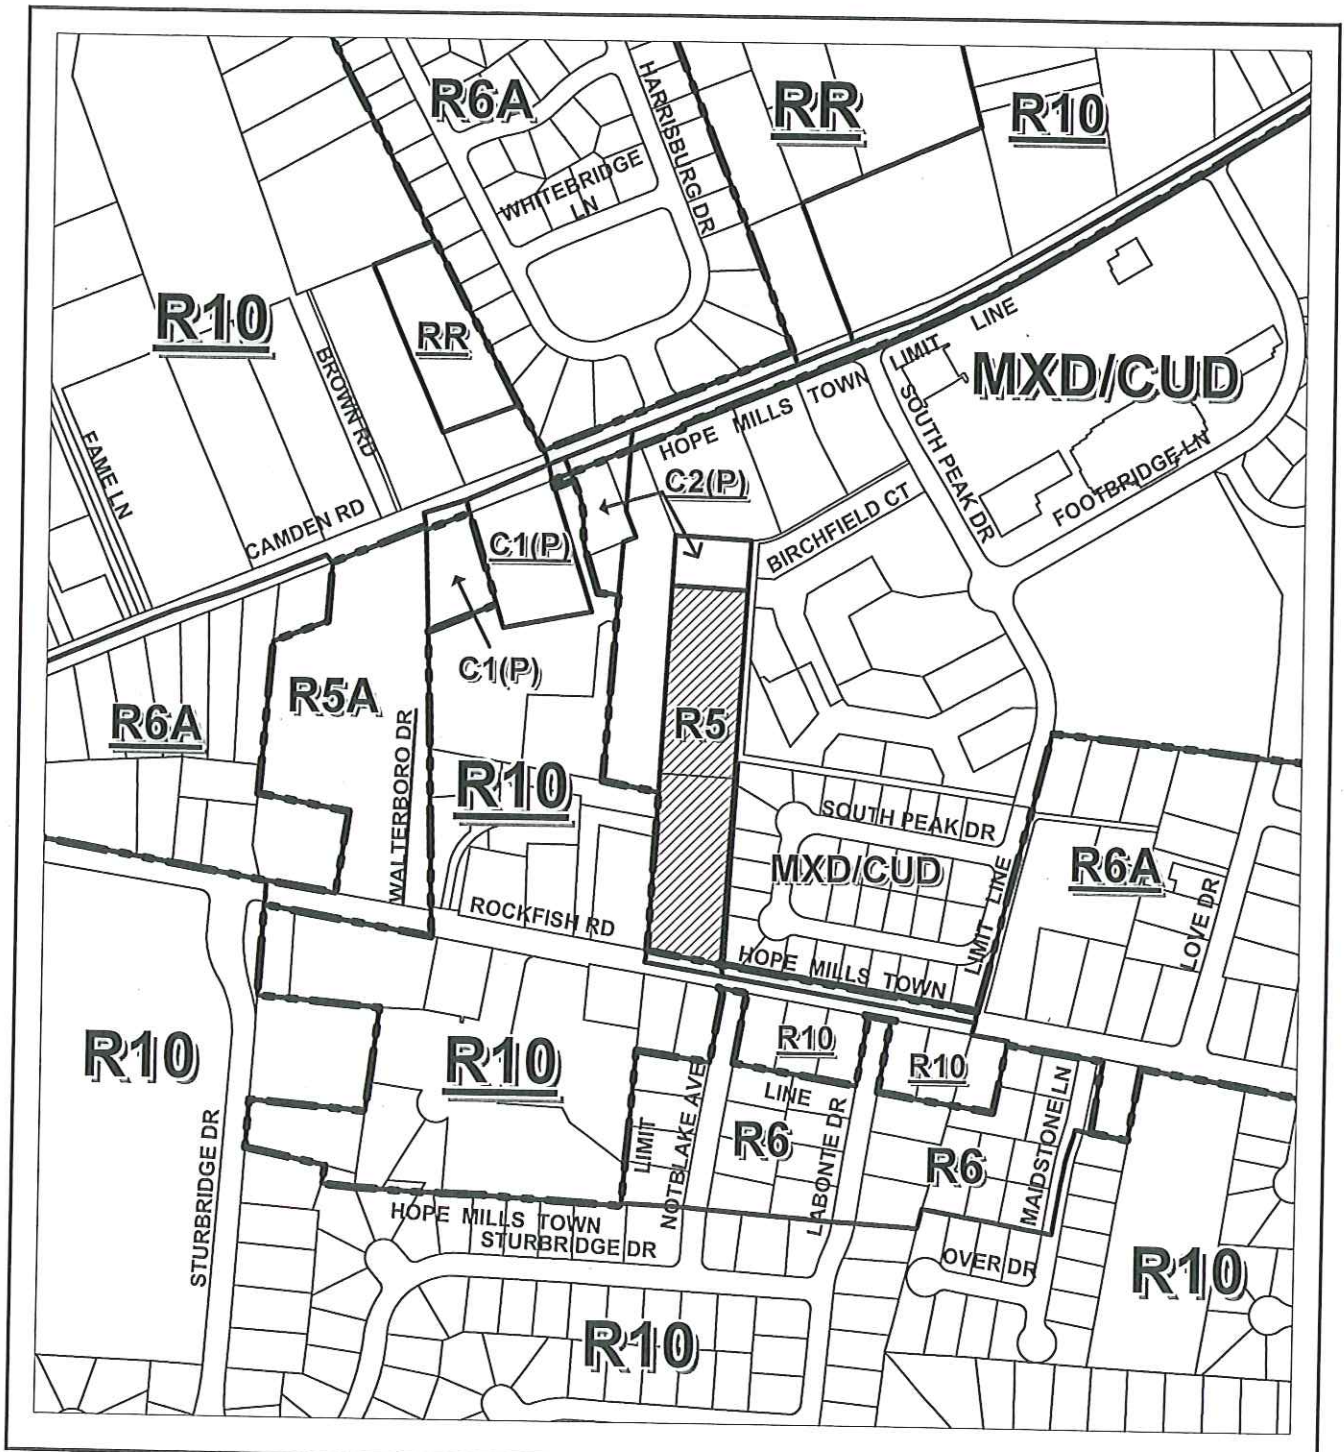 R6A
HARRISBURG DR
RR
R10
WHITEBRIDGE
LN
R10
RR
BROWN RD
FAME LN
CAMDEN RD
HOPE MILLS TOWN LIMIT LINE
MXD/CUD
SOUTH PEAK DR
FOOTBRIDGE LN
C2(P)
BIRCHFIELD CT
C1(P)
C1(P)
R5A
R6A
WALTERBORO DR
R10
R5
SOUTH PEAK DR
MXD/CUD
R6A
LOVE DR
ROCKFISH RD
HOPE MILLS TOWN
LIMIT LINE
R10
R10
R10
R10
LINE
LIMIT
NOTBLAKE AVE
R6
LABONTE DR
R6
MAIDSTONE LN
STURBRIDGE DR
HOPE MILLS TOWN
STURBRIDGE DR
OVER DR
R10
R10